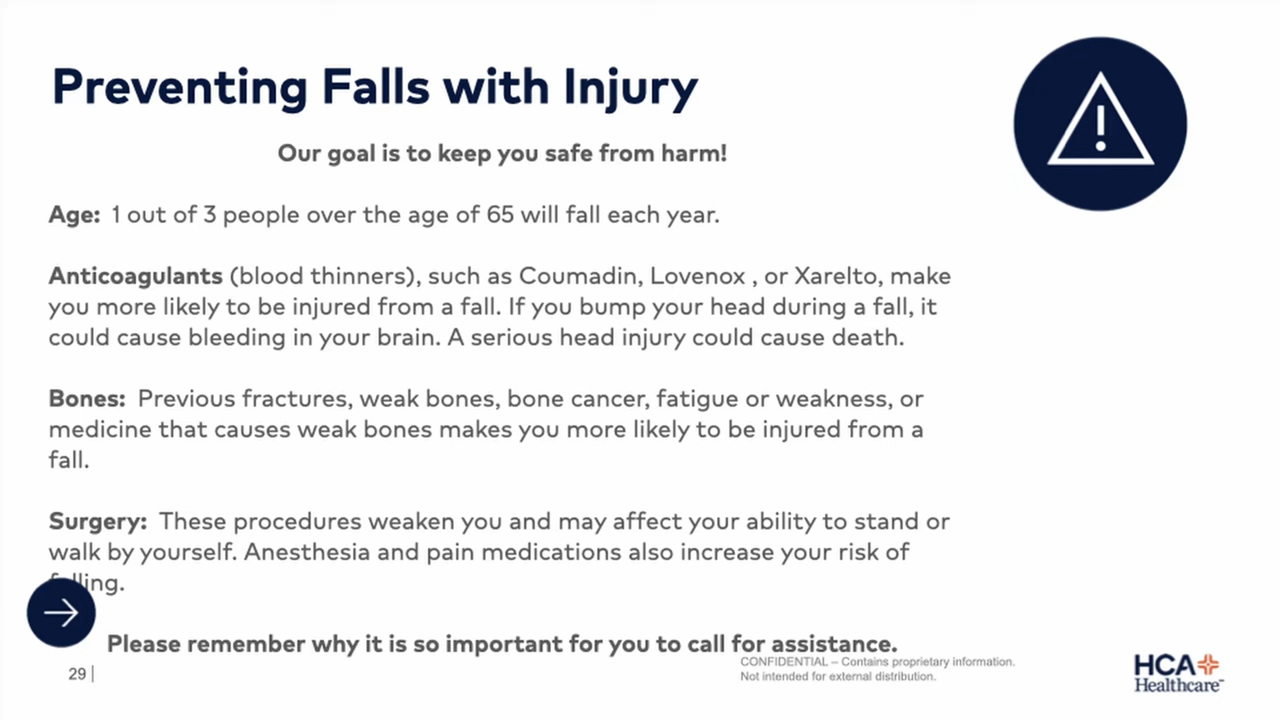 Preventing Falls with Injury
Our goal is to keep you safe from harm!
Age: 1 out of 3 people over the age of 65 will fall each year.
Anticoagulants (blood thinners), such as Coumadin, Lovenox , or Xarelto, make
you more likely to be injured from a fall. If you bump your head during a fall, it
could cause bleeding in your brain. A serious head injury could cause death.
Bones: Previous fractures, weak bones, bone cancer, fatigue or weakness, or
medicine that causes weak bones makes you more likely to be injured from a
fall.
Surgery: These procedures weaken you and may affect your ability to stand or
walk by yourself. Anesthesia and pain medications also increase your risk of
falling.
Please remember why it is so important for you to call for assistance.
29 |
CONFIDENTIAL – Contains proprietary information.
Not intended for external distribution.
HCA
Healthcare™